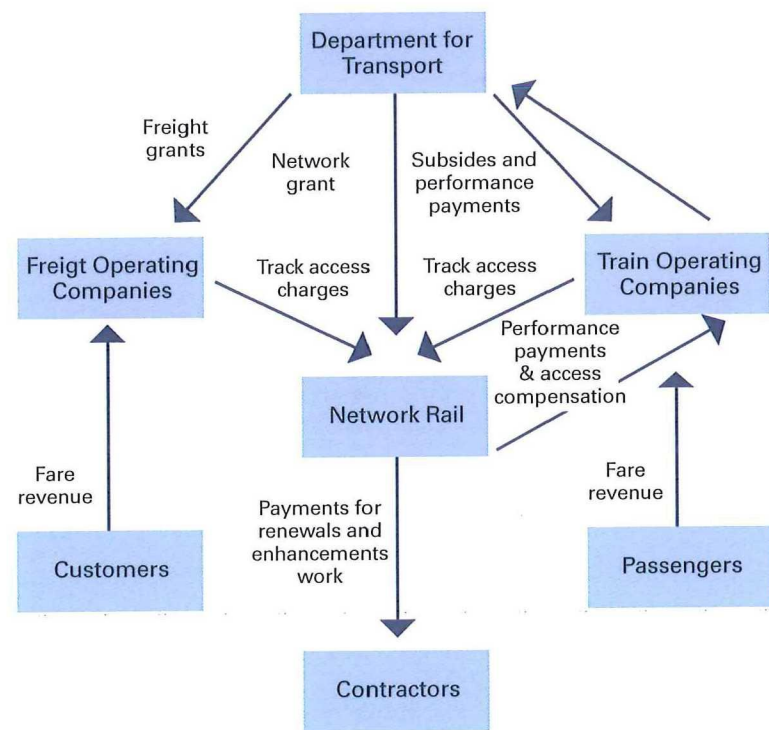 Department for
Transport
Freight
grants
Network
grant
Subsides and
performance
payments
Freigt Operating
Companies
Track access
charges
Track access
charges
Train Operating
Companies
Performance
payments
& access
compensation
Network Rail
Fare
revenue
Payments for
renewals and
enhancements
work
Fare
revenue
Customers
Passengers
Contractors